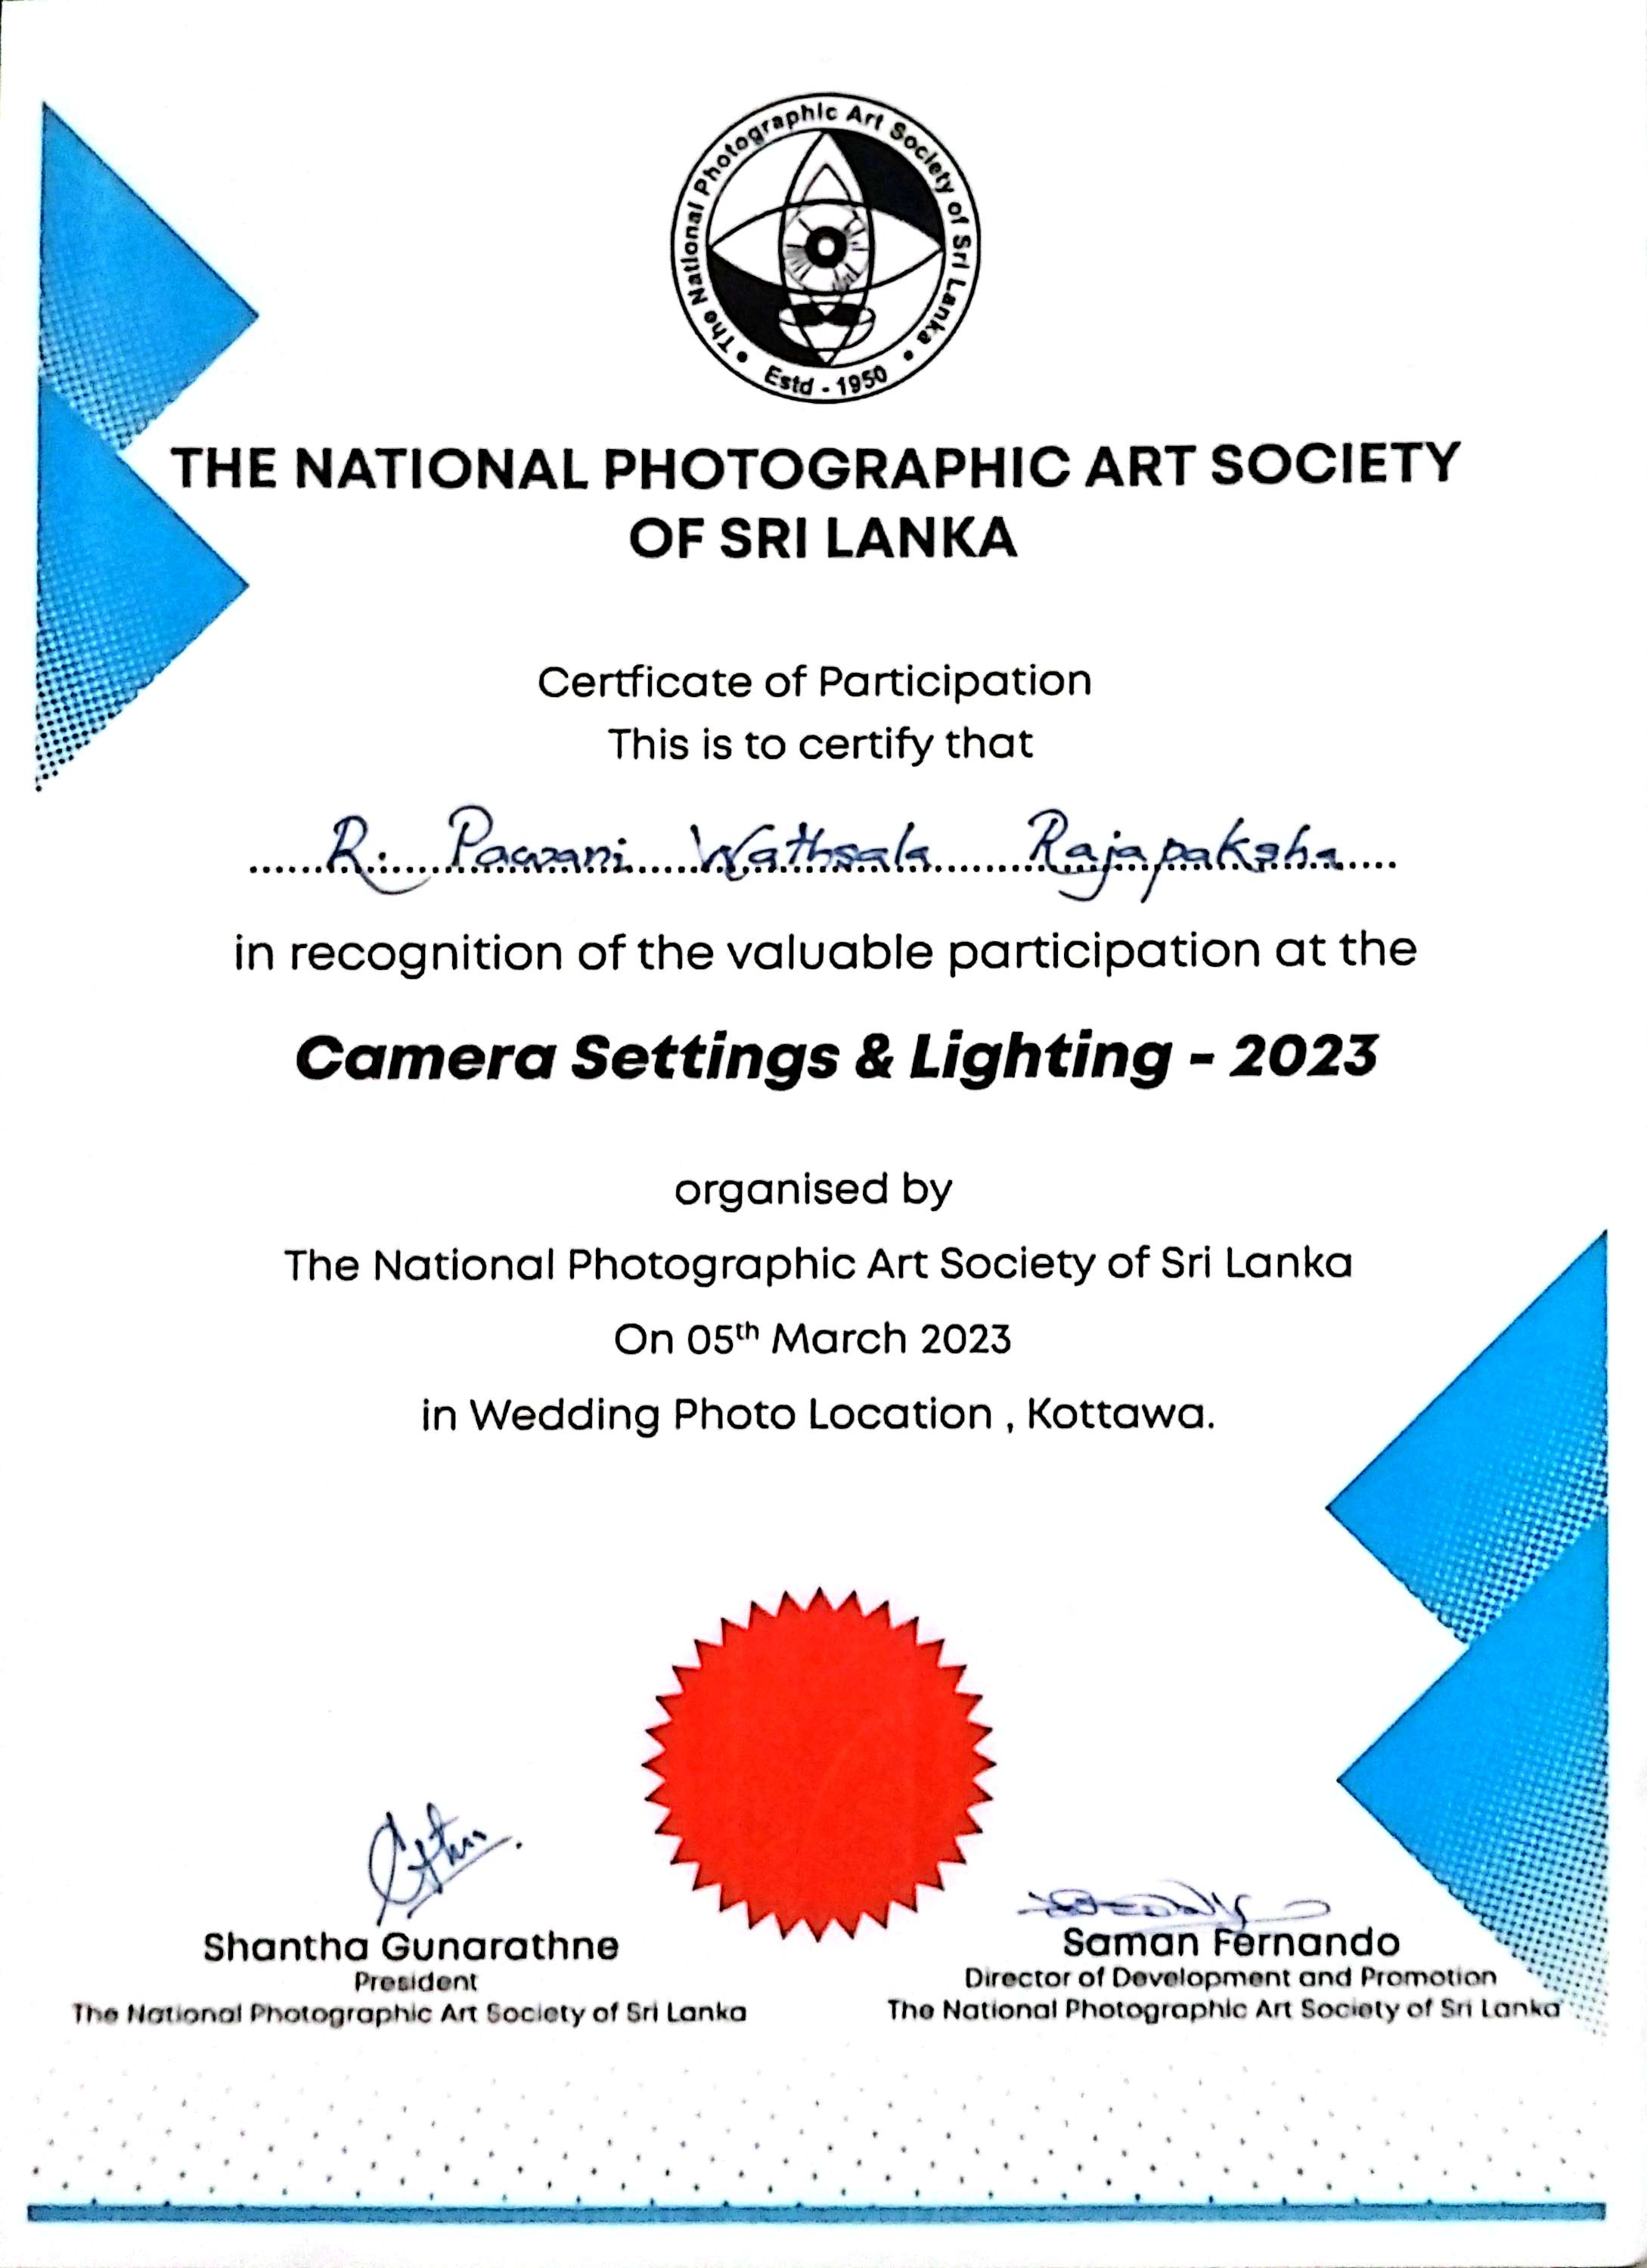 The National Photographic Art Society of Sri Lanka
Estd - 1950
THE NATIONAL PHOTOGRAPHIC ART SOCIETY
OF SRI LANKA
Certficate of Participation
This is to certify that
R. Pawani Wathsala Rajapaksha
in recognition of the valuable participation at the
Camera Settings & Lighting - 2023
organised by
The National Photographic Art Society of Sri Lanka
On 05th March 2023
in Wedding Photo Location , Kottawa.
Shantha Gunarathne
President
The National Photographic Art Society of Sri Lanka
Saman Fernando
Director of Development and Promotion
The National Photographic Art Society of Sri Lanka